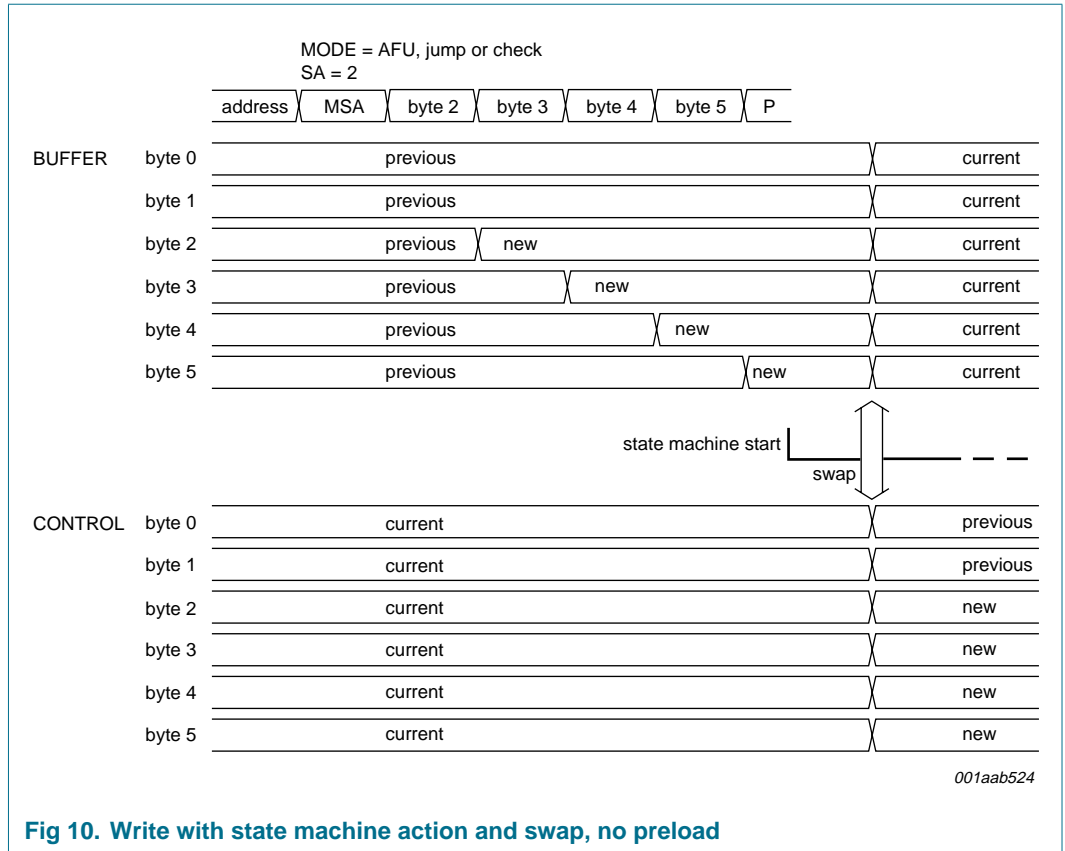 MODE = AFU, jump or check
SA = 2
address MSA byte 2 byte 3 byte 4 byte 5 P
BUFFER byte 0 previous current
byte 1 previous current
byte 2 previous new current
byte 3 previous new current
byte 4 previous new current
byte 5 previous new current
state machine start
swap
CONTROL byte 0 current previous
byte 1 current previous
byte 2 current new
byte 3 current new
byte 4 current new
byte 5 current new
001aab524
Fig 10. Write with state machine action and swap, no preload